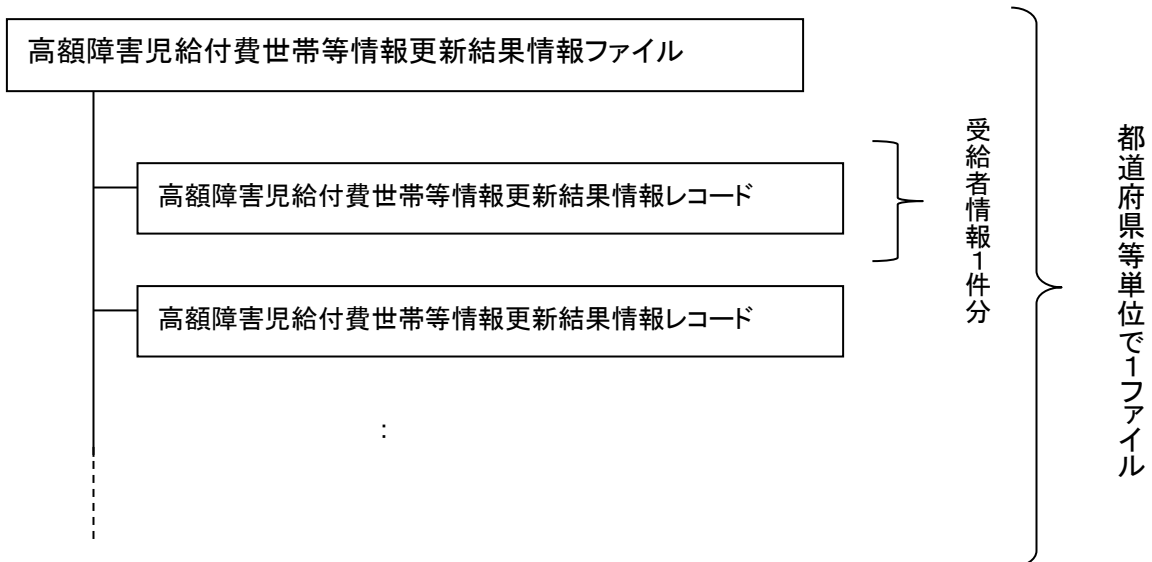 高額障害児給付費世帯等情報更新結果情報ファイル
高額障害児給付費世帯等情報更新結果情報レコード
受給者情報1件分
高額障害児給付費世帯等情報更新結果情報レコード
:
都道府県等単位で1ファイル